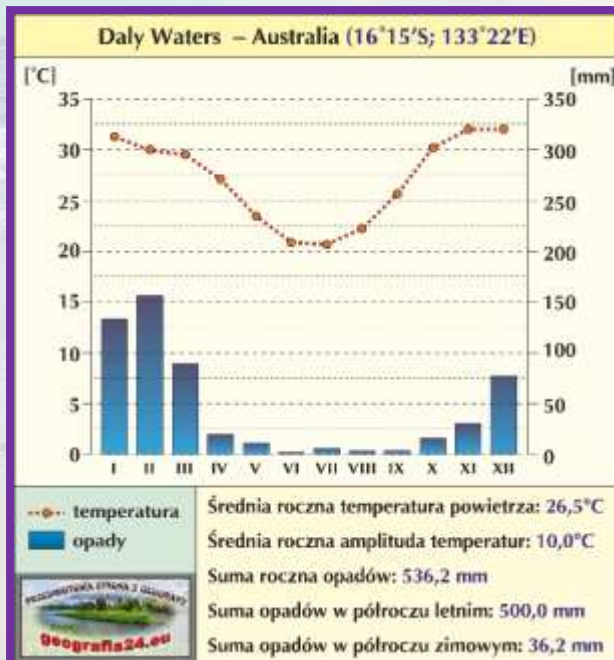 Daly Waters – Australia (16°15'S; 133°22'E)
[°C] [mm]
35 350
30 300
25 250
20 200
15 150
10 100
5 50
0 0
I II III IV V VI VII VIII IX X XI XII
temperatura
opady
Średnia roczna temperatura powietrza: 26,5°C
Średnia roczna amplituda temperatur: 10,0°C
Suma roczna opadów: 536,2 mm
Suma opadów w półroczu letnim: 500,0 mm
Suma opadów w półroczu zimowym: 36,2 mm
STRONA Z GEOGRAFII
geografia24.eu